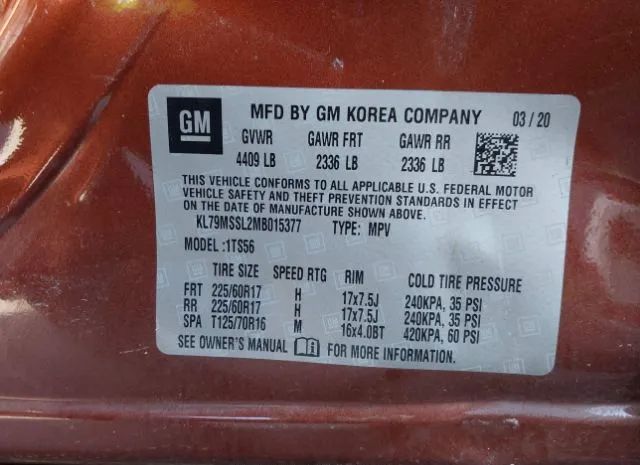 GM MFD BY GM KOREA COMPANY 03 / 20
GVWR GAWR FRT GAWR RR
4409 LB 2336 LB 2336 LB
THIS VEHICLE CONFORMS TO ALL APPLICABLE U.S. FEDERAL MOTOR
VEHICLE SAFETY AND THEFT PREVENTION STANDARDS IN EFFECT
ON THE DATE OF MANUFACTURE SHOWN ABOVE.
KL79MSSL2MB015377 TYPE: MPV
MODEL:1TS56
TIRE SIZE SPEED RTG RIM COLD TIRE PRESSURE
FRT 225/60R17 H 17x7.5J 240KPA, 35 PSI
RR 225/60R17 H 17x7.5J 240KPA, 35 PSI
SPA T125/70R16 M 16x4.0BT 420KPA, 60 PSI
SEE OWNER'S MANUAL FOR MORE INFORMATION.